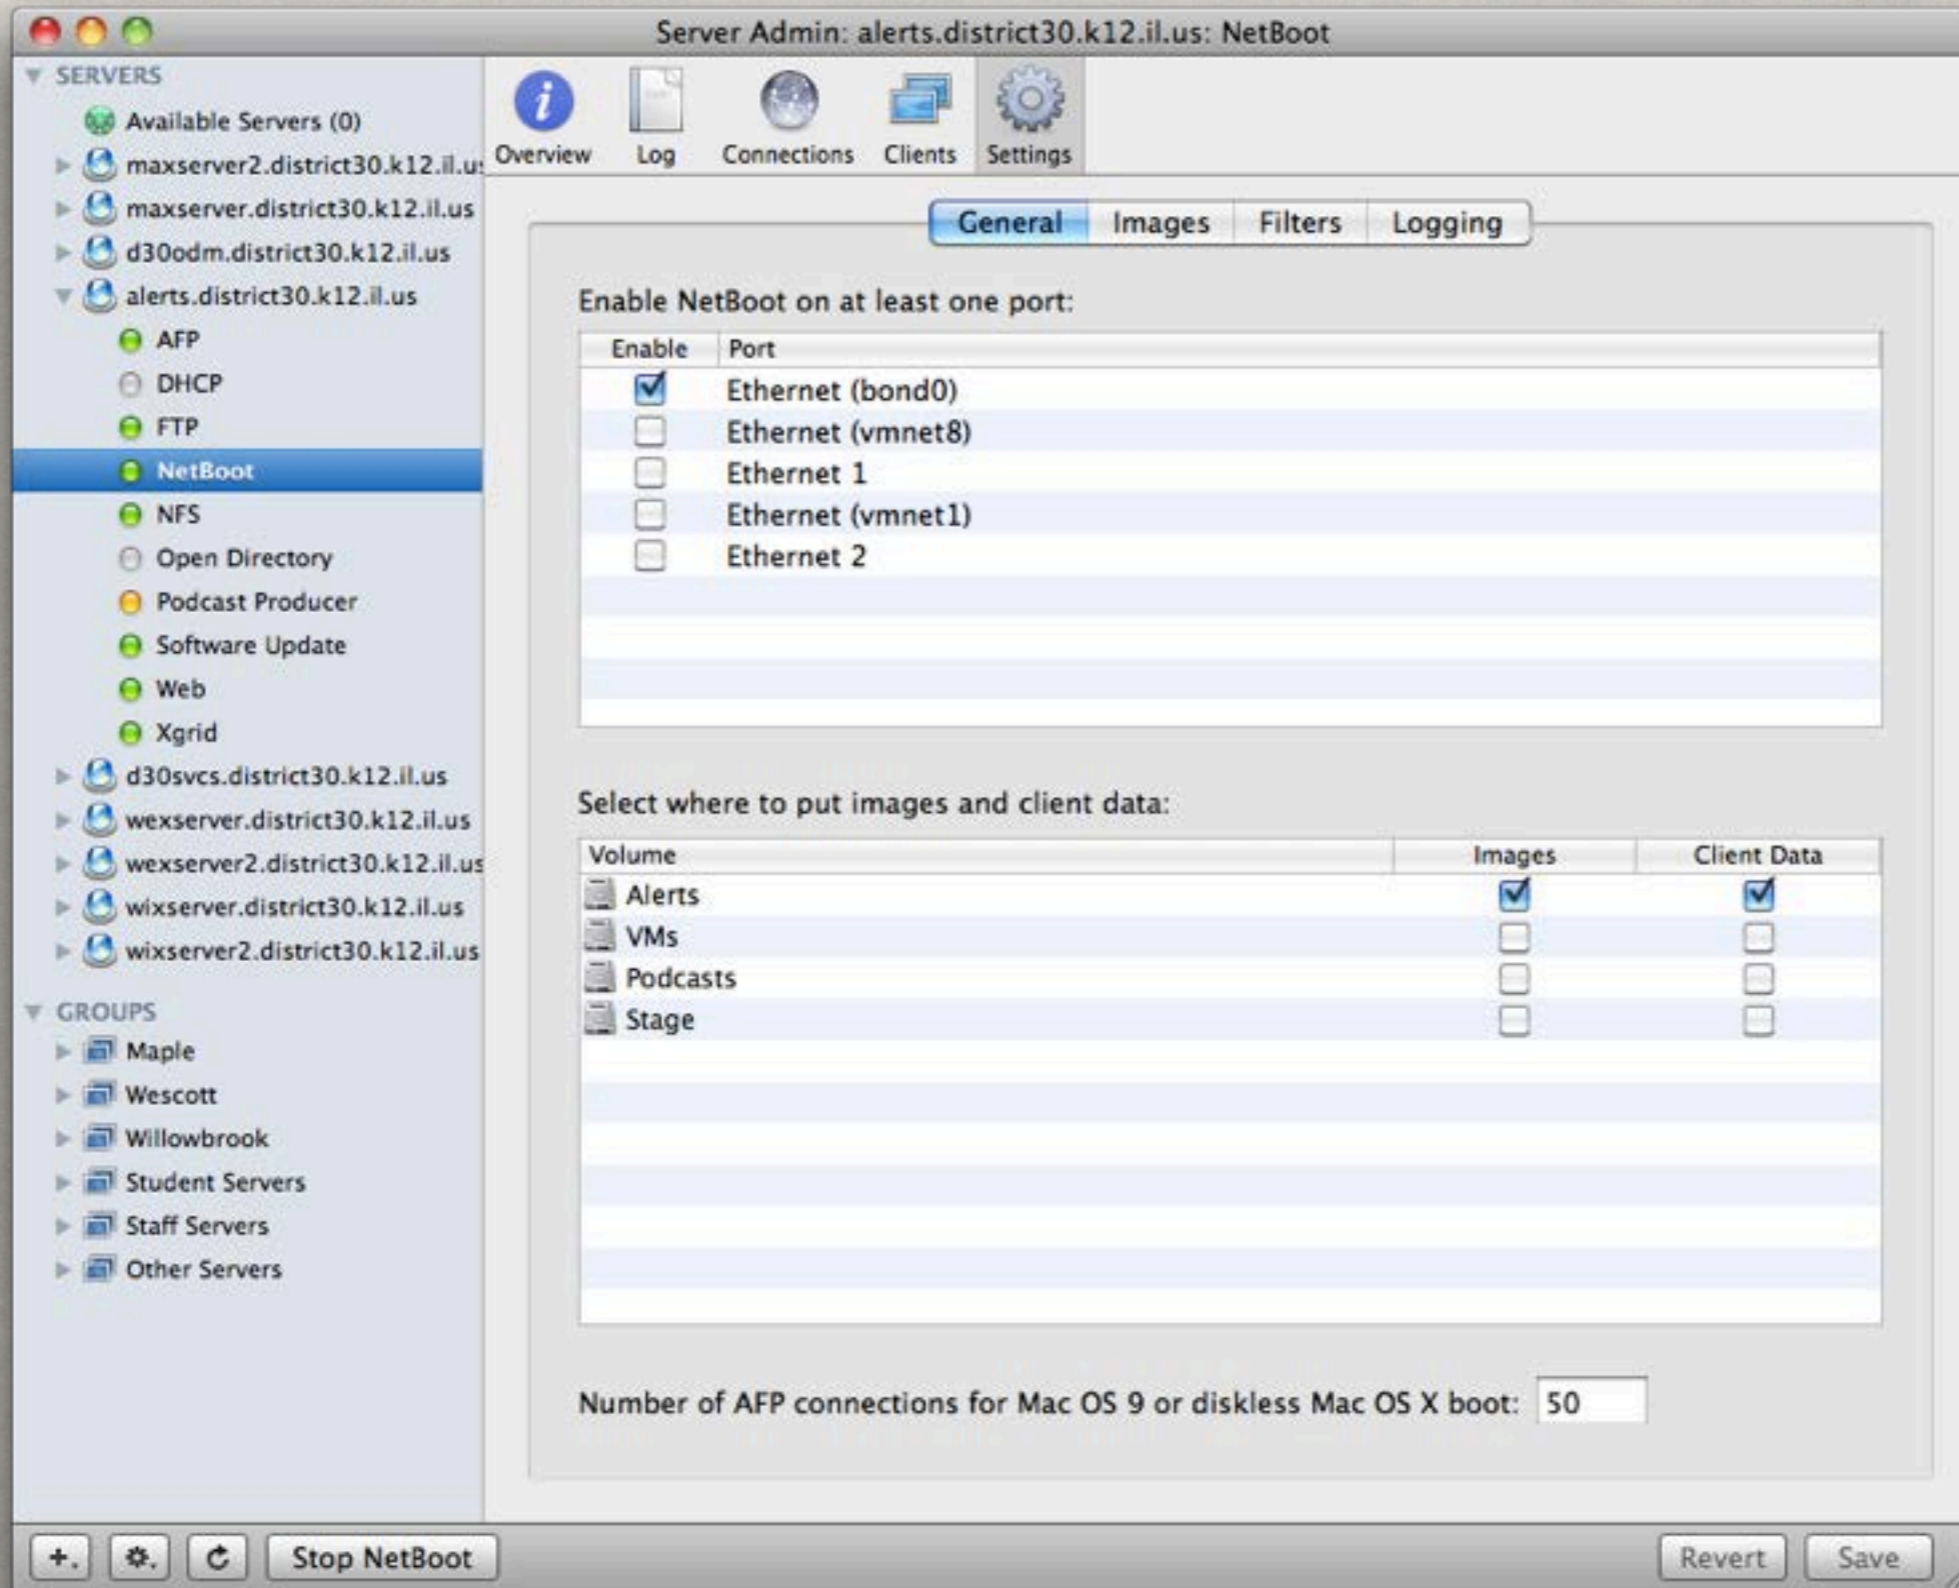 Server Admin: alerts.district30.k12.il.us: NetBoot
SERVERS
Available Servers (0)
maxserver2.district30.k12.il.us
maxserver.district30.k12.il.us
d30odm.district30.k12.il.us
alerts.district30.k12.il.us
AFP
DHCP
FTP
NetBoot
NFS
Open Directory
Podcast Producer
Software Update
Web
Xgrid
d30svcs.district30.k12.il.us
wexserver.district30.k12.il.us
wexserver2.district30.k12.il.us
wixserver.district30.k12.il.us
wixserver2.district30.k12.il.us
GROUPS
Maple
Wescott
Willowbrook
Student Servers
Staff Servers
Other Servers
Overview Log Connections Clients Settings
General Images Filters Logging
Enable NetBoot on at least one port:
Enable Port
Ethernet (bond0)
Ethernet (vmnet8)
Ethernet 1
Ethernet (vmnet1)
Ethernet 2
Select where to put images and client data:
Volume Images Client Data
Alerts
VMs
Podcasts
Stage
Number of AFP connections for Mac OS 9 or diskless Mac OS X boot: 50
Stop NetBoot Revert Save